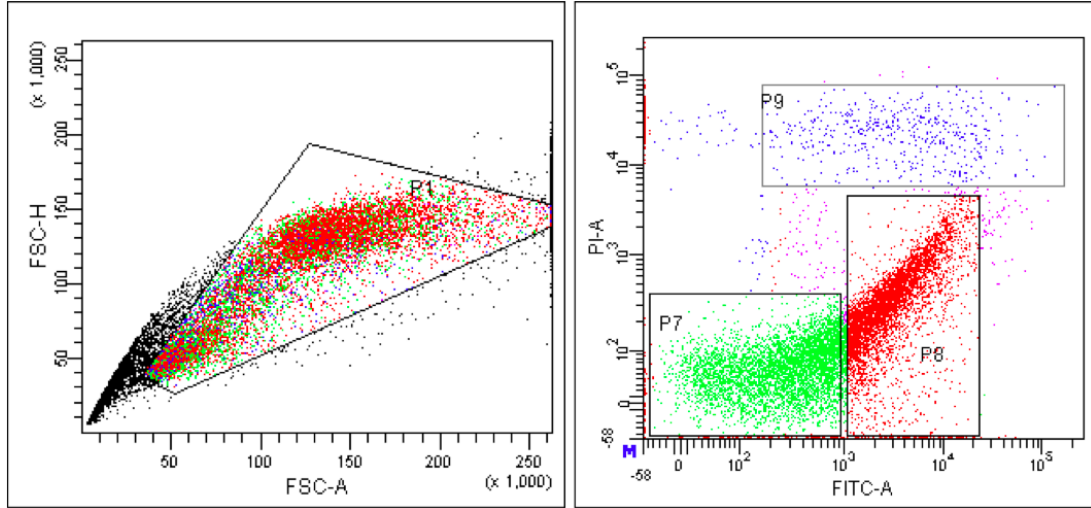 (x 1,000)
250
200
150
100
50
FSC-H
P1
50 100 150 200 250
FSC-A
(x 1,000)
10^5
10^4
10^3
10^2
0
-58
PI-A
P9
P7
P8
M
-58 0 10^2 10^3 10^4 10^5
FITC-A